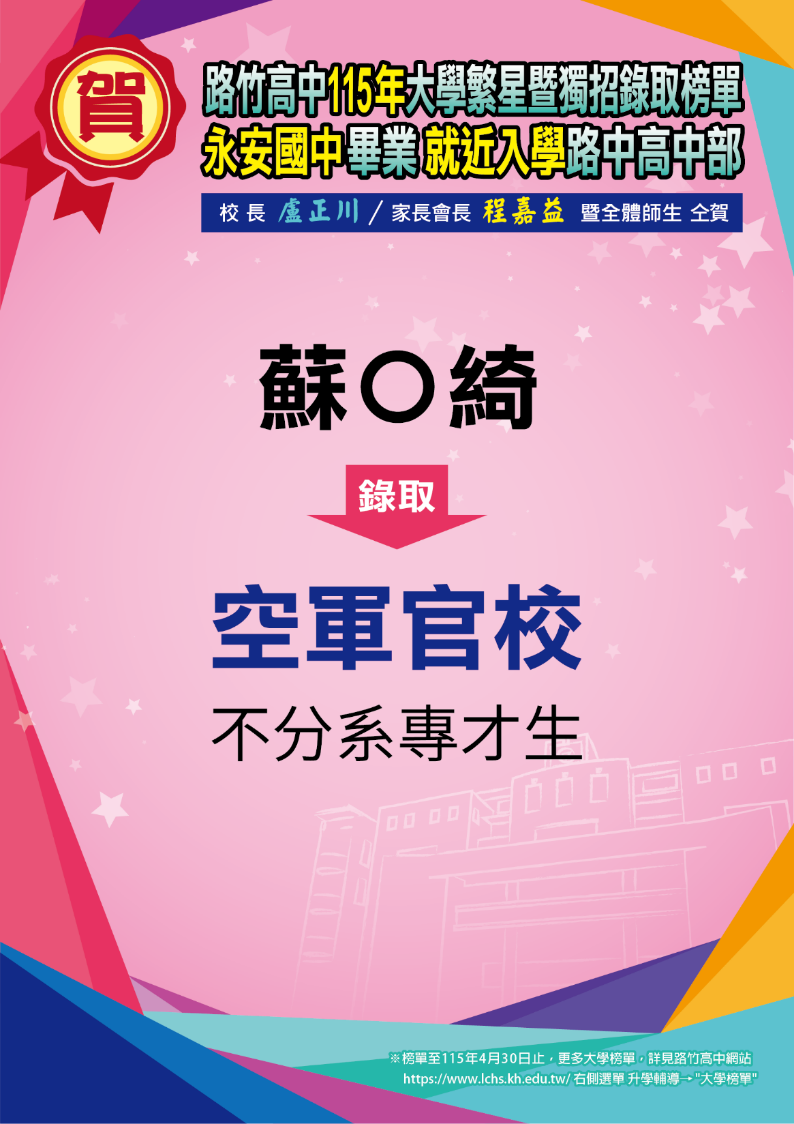 賀
路竹高中115年大學繁星暨獨招錄取榜單
永安國中畢業 就近入學路中高中部
校長 盧正川 / 家長會長 程嘉益 暨全體師生 仝賀
蘇○綺
錄取
空軍官校
不分系專才生
※榜單至115年4月30日止，更多大學榜單，詳見路竹高中網站
https://www.lchs.kh.edu.tw/ 右側選單 升學輔導→"大學榜單"